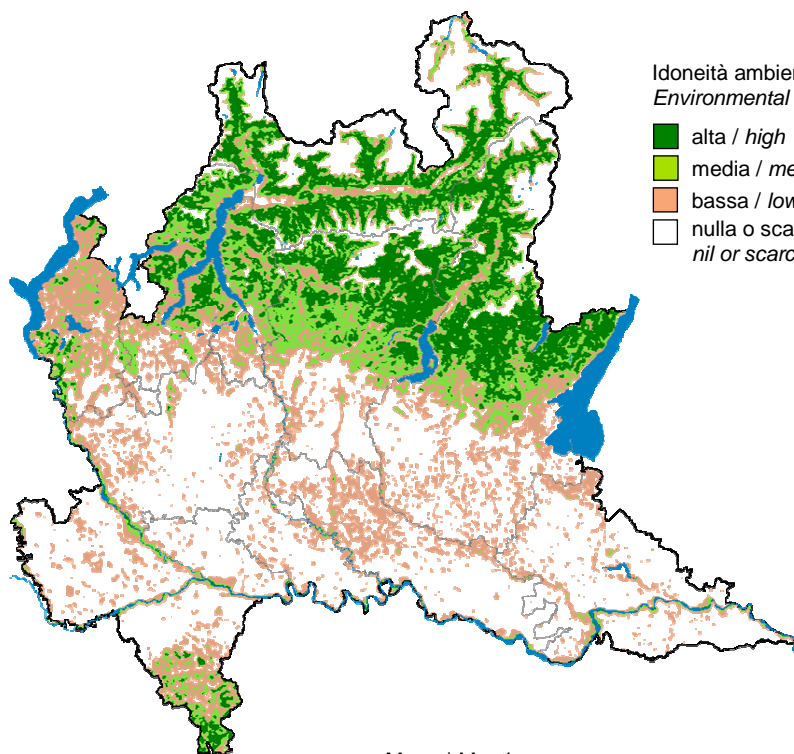 Idoneità ambien
Environmental
alta / high
media / me
bassa / low
nulla o sca
nil or scarc